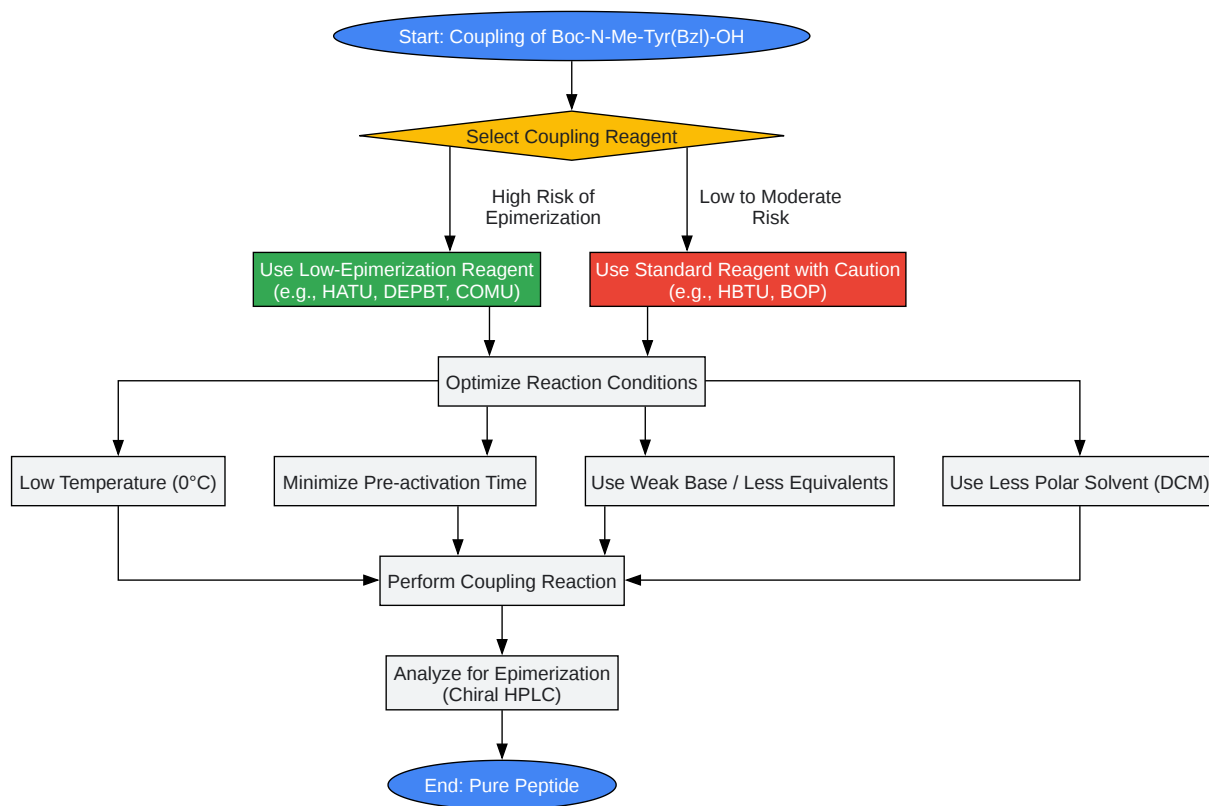 Start: Coupling of Boc-N-Me-Tyr(Bzl)-OH
Select Coupling Reagent
High Risk of
Epimerization
Low to Moderate
Risk
Use Low-Epimerization Reagent
(e.g., HATU, DEPBT, COMU)
Use Standard Reagent with Caution
(e.g., HBTU, BOP)
Optimize Reaction Conditions
Low Temperature (0°C)
Minimize Pre-activation Time
Use Weak Base / Less Equivalents
Use Less Polar Solvent (DCM)
Perform Coupling Reaction
Analyze for Epimerization
(Chiral HPLC)
End: Pure Peptide